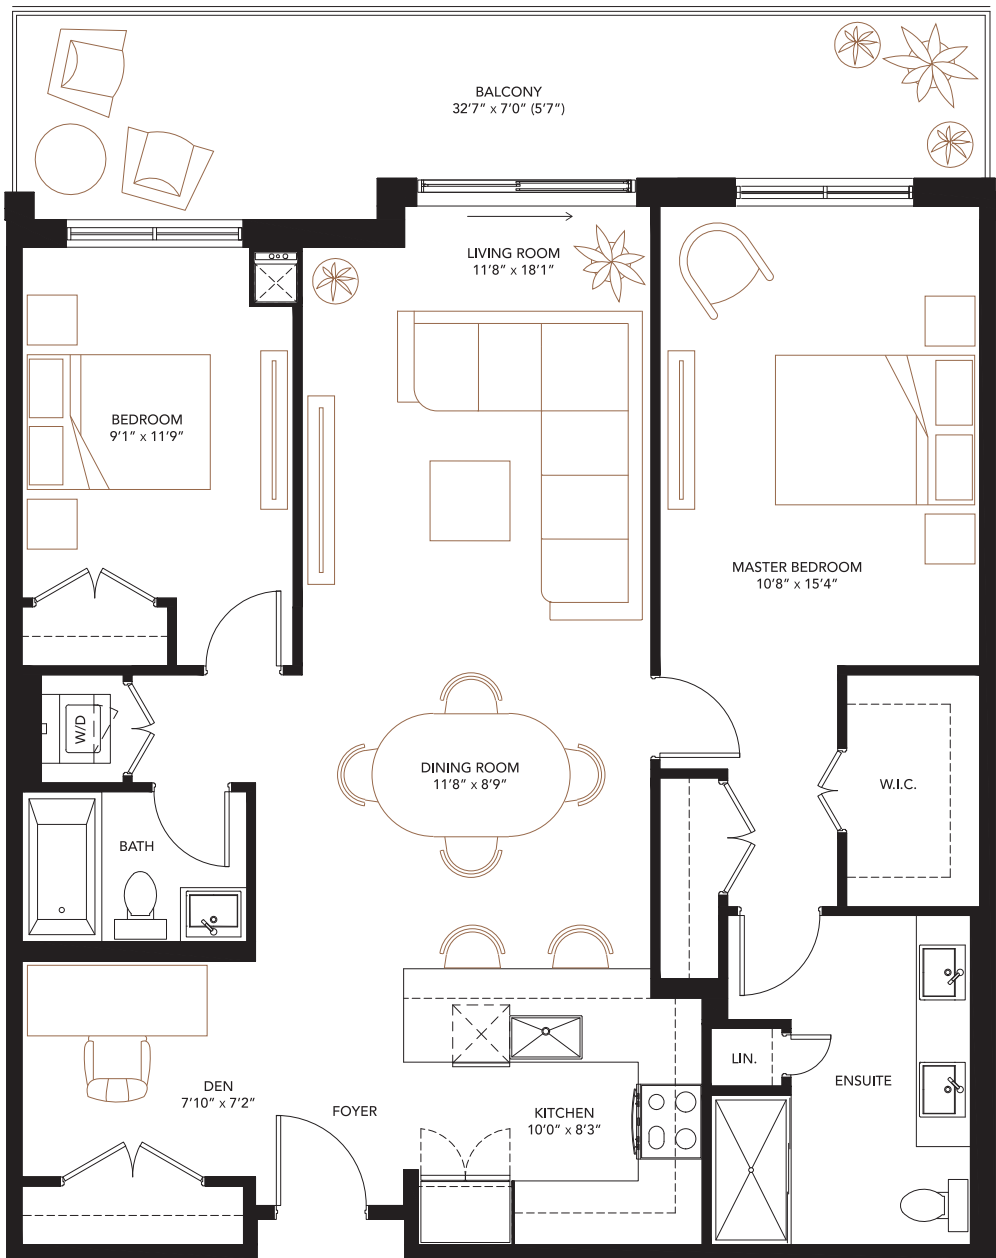 BALCONY
32'7" x 7'0" (5'7")
LIVING ROOM
11'8" x 18'1"
BEDROOM
9'1" x 11'9"
MASTER BEDROOM
10'8" x 15'4"
W/D
DINING ROOM
11'8" x 8'9"
W.I.C.
BATH
LIN.
ENSUITE
DEN
7'10" x 7'2"
FOYER
KITCHEN
10'0" x 8'3"